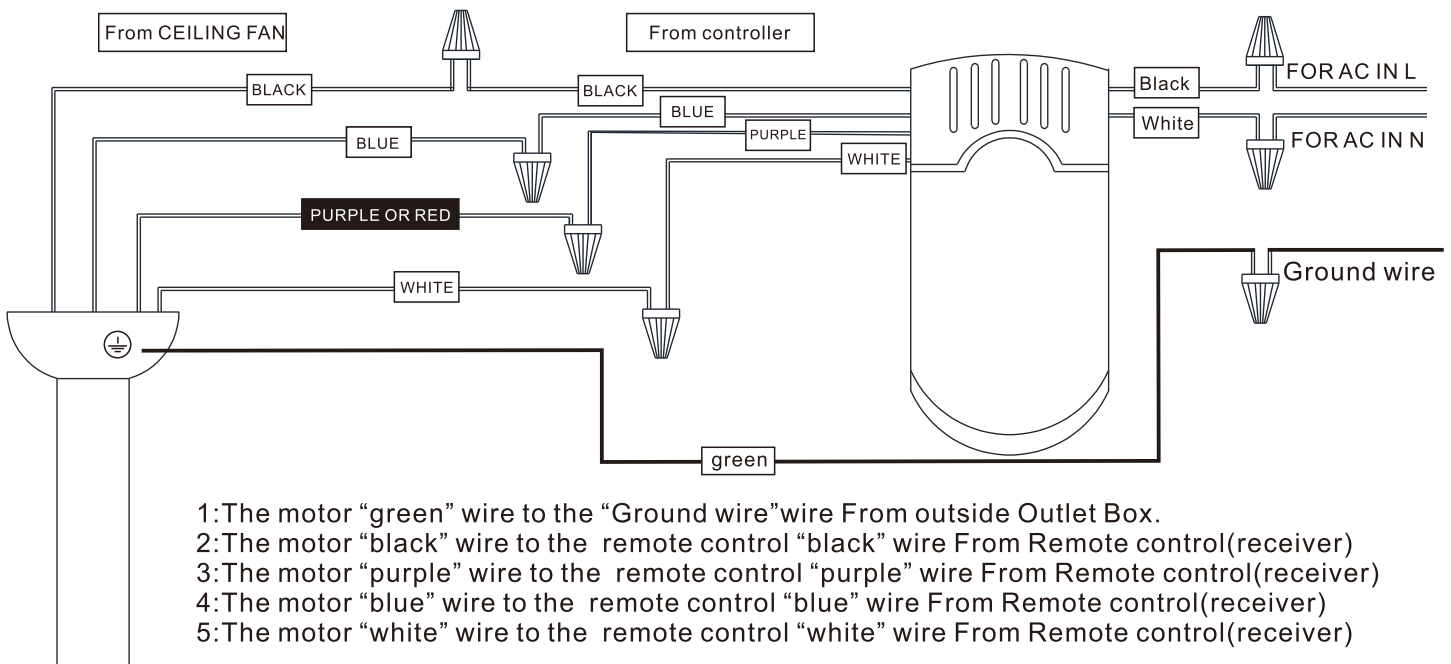 From CEILING FAN
From controller
BLACK
BLACK
Black
FOR AC IN L
BLUE
White
PURPLE
BLUE
FOR AC IN N
WHITE
PURPLE OR RED
WHITE
Ground wire
green
1:The motor “green” wire to the “Ground wire”wire From outside Outlet Box.
2:The motor “black” wire to the remote control “black” wire From Remote control(receiver)
3:The motor “purple” wire to the remote control “purple” wire From Remote control(receiver)
4:The motor “blue” wire to the remote control “blue” wire From Remote control(receiver)
5:The motor “white” wire to the remote control “white” wire From Remote control(receiver)